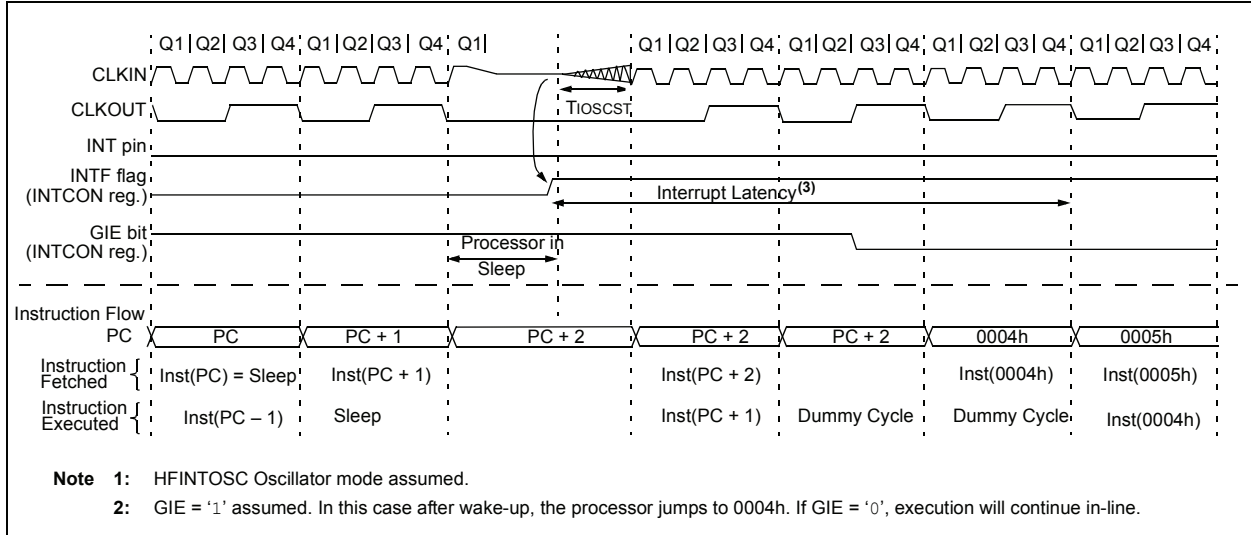 Q1 Q2 Q3 Q4 Q1 Q2 Q3 Q4 Q1 Q1 Q2 Q3 Q4 Q1 Q2 Q3 Q4 Q1 Q2 Q3 Q4 Q1 Q2 Q3 Q4
CLKIN
TIOSCST
CLKOUT
INT pin
INTF flag
(INTCON reg.)
Interrupt Latency(3)
GIE bit
(INTCON reg.)
Processor in
Sleep
Instruction Flow
PC PC PC + 1 PC + 2 PC + 2 PC + 2 0004h 0005h
Instruction
Fetched
Inst(PC) = Sleep Inst(PC + 1) Inst(PC + 2) Inst(0004h) Inst(0005h)
Instruction
Executed
Inst(PC – 1) Sleep Inst(PC + 1) Dummy Cycle Dummy Cycle Inst(0004h)
Note 1: HFINTOSC Oscillator mode assumed.
2: GIE = ‘1’ assumed. In this case after wake-up, the processor jumps to 0004h. If GIE = ‘0’, execution will continue in-line.